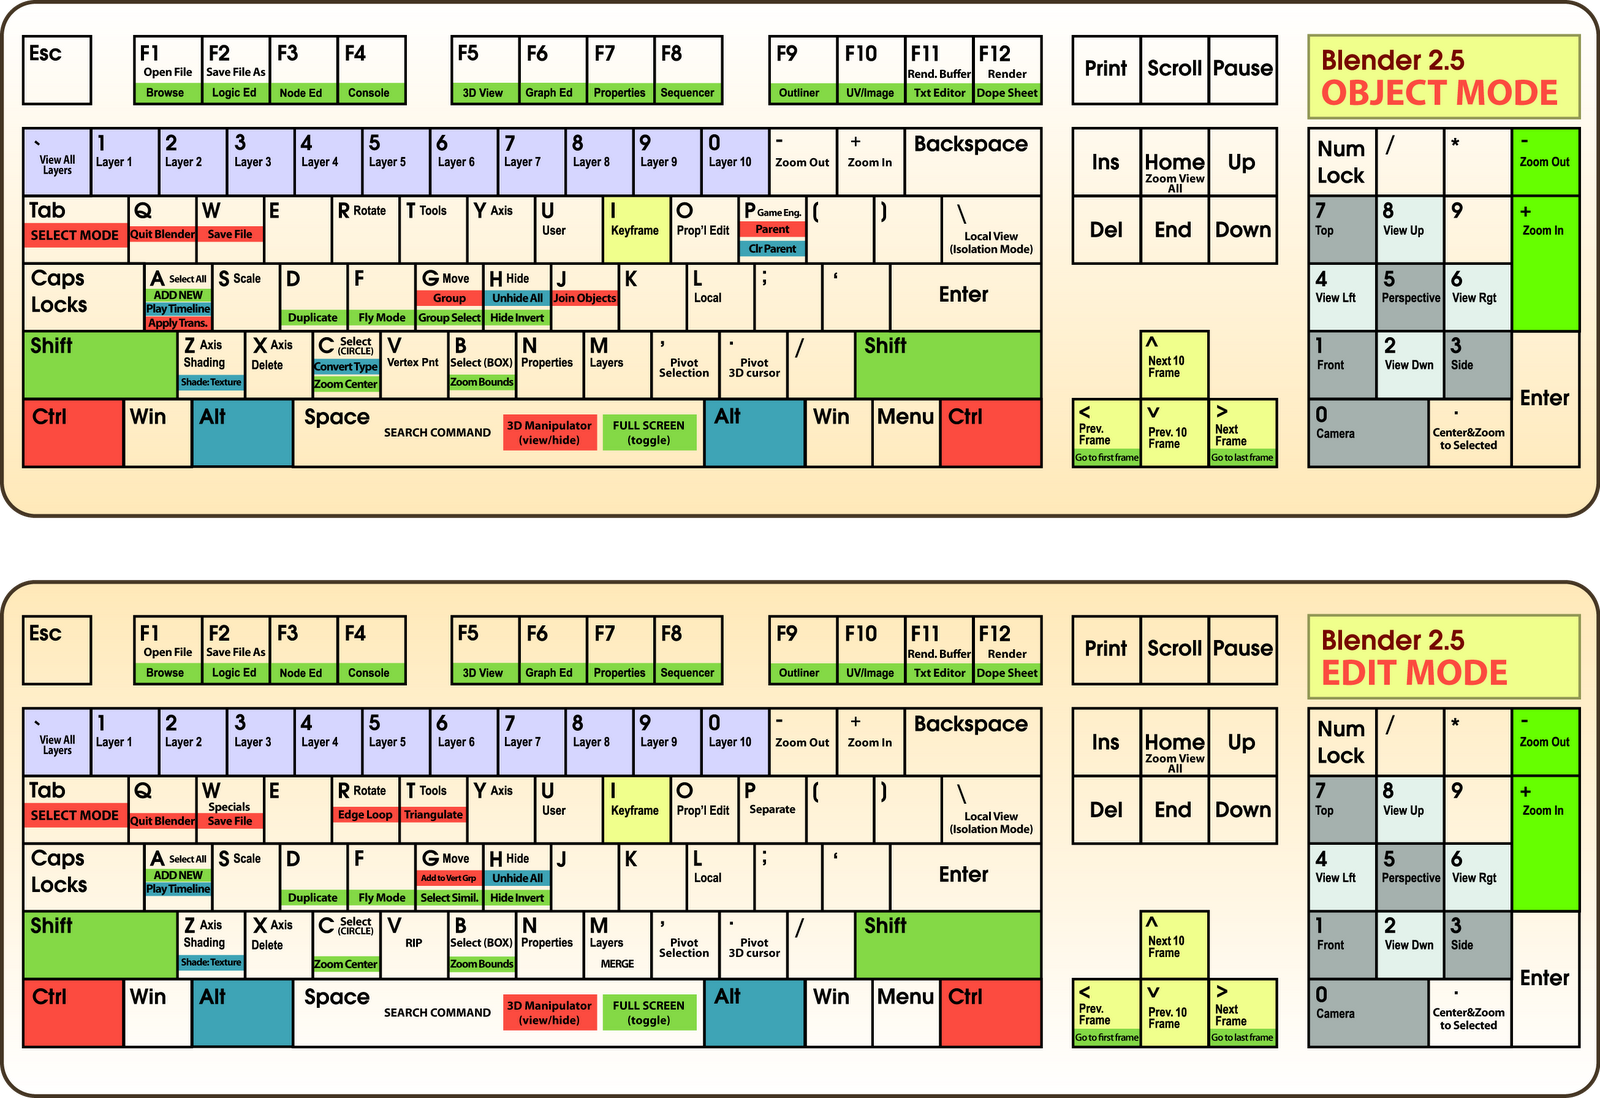 Esc
F1
Open File
Browse
F2
Save File As
Logic Ed
F3
Node Ed
F4
Console
F5
3D View
F6
Graph Ed
F7
Properties
F8
Sequencer
F9
Outliner
F10
UV/Image
F11
Rend. Buffer
Txt Editor
F12
Render
Dope Sheet
Print
Scroll
Pause
Blender 2.5
OBJECT MODE
`
View All
Layers
1
Layer 1
2
Layer 2
3
Layer 3
4
Layer 4
5
Layer 5
6
Layer 6
7
Layer 7
8
Layer 8
9
Layer 9
0
Layer 10
-
Zoom Out
+
Zoom In
Backspace
Ins
Home
Zoom View
All
Up
Num
Lock
/
*
-
Zoom Out
Tab
SELECT MODE
Q
Quit Blender
W
Save File
E
R Rotate
T Tools
Y Axis
U
User
I
Keyframe
O
Prop'l Edit
P Game Eng.
Parent
Clr Parent
(
)
\
Local View
(Isolation Mode)
Del
End
Down
7
Top
8
View Up
9
+
Zoom In
Caps
Locks
A Select All
ADD NEW
Play Timeline
Apply Trans.
S Scale
D
Duplicate
F
Fly Mode
G Move
Group
Group Select
H Hide
Unhide All
Hide Invert
J
Join Objects
K
L
Local
;
‘
Enter
4
View Lft
5
Perspective
6
View Rgt
Shift
Z Axis
Shading
Shade: Texture
X Axis
Delete
C Select
(CIRCLE)
Convert Type
Zoom Center
V
Vertex Pnt
B
Select (BOX)
Zoom Bounds
N
Properties
M
Layers
,
Pivot
Selection
.
Pivot
3D cursor
/
Shift
^
Next 10
Frame
1
Front
2
View Dwn
3
Side
Enter
Ctrl
Win
Alt
Space
SEARCH COMMAND
3D Manipulator
(view/hide)
FULL SCREEN
(toggle)
Alt
Win
Menu
Ctrl
<
Prev.
Frame
Go to first frame
v
Prev. 10
Frame
>
Next
Frame
Go to last frame
0
Camera
.
Center&Zoom
to Selected
Esc
F1
Open File
Browse
F2
Save File As
Logic Ed
F3
Node Ed
F4
Console
F5
3D View
F6
Graph Ed
F7
Properties
F8
Sequencer
F9
Outliner
F10
UV/Image
F11
Rend. Buffer
Txt Editor
F12
Render
Dope Sheet
Print
Scroll
Pause
Blender 2.5
EDIT MODE
`
View All
Layers
1
Layer 1
2
Layer 2
3
Layer 3
4
Layer 4
5
Layer 5
6
Layer 6
7
Layer 7
8
Layer 8
9
Layer 9
0
Layer 10
-
Zoom Out
+
Zoom In
Backspace
Ins
Home
Zoom View
All
Up
Num
Lock
/
*
-
Zoom Out
Tab
SELECT MODE
Q
Quit Blender
W
Specials
Save File
E
R Rotate
Edge Loop
T Tools
Triangulate
Y Axis
U
User
I
Keyframe
O
Prop'l Edit
P
Separate
(
)
\
Local View
(Isolation Mode)
Del
End
Down
7
Top
8
View Up
9
+
Zoom In
Caps
Locks
A Select All
ADD NEW
Play Timeline
S Scale
D
Duplicate
F
Fly Mode
G Move
Add to Vert Grp
Select Simil.
H Hide
Unhide All
Hide Invert
J
K
L
Local
;
‘
Enter
4
View Lft
5
Perspective
6
View Rgt
Shift
Z Axis
Shading
Shade: Texture
X Axis
Delete
C Select
(CIRCLE)
Zoom Center
V
RIP
B
Select (BOX)
Zoom Bounds
N
Properties
M
Layers
MERGE
,
Pivot
Selection
.
Pivot
3D cursor
/
Shift
^
Next 10
Frame
1
Front
2
View Dwn
3
Side
Enter
Ctrl
Win
Alt
Space
SEARCH COMMAND
3D Manipulator
(view/hide)
FULL SCREEN
(toggle)
Alt
Win
Menu
Ctrl
<
Prev.
Frame
Go to first frame
v
Prev. 10
Frame
>
Next
Frame
Go to last frame
0
Camera
.
Center&Zoom
to Selected